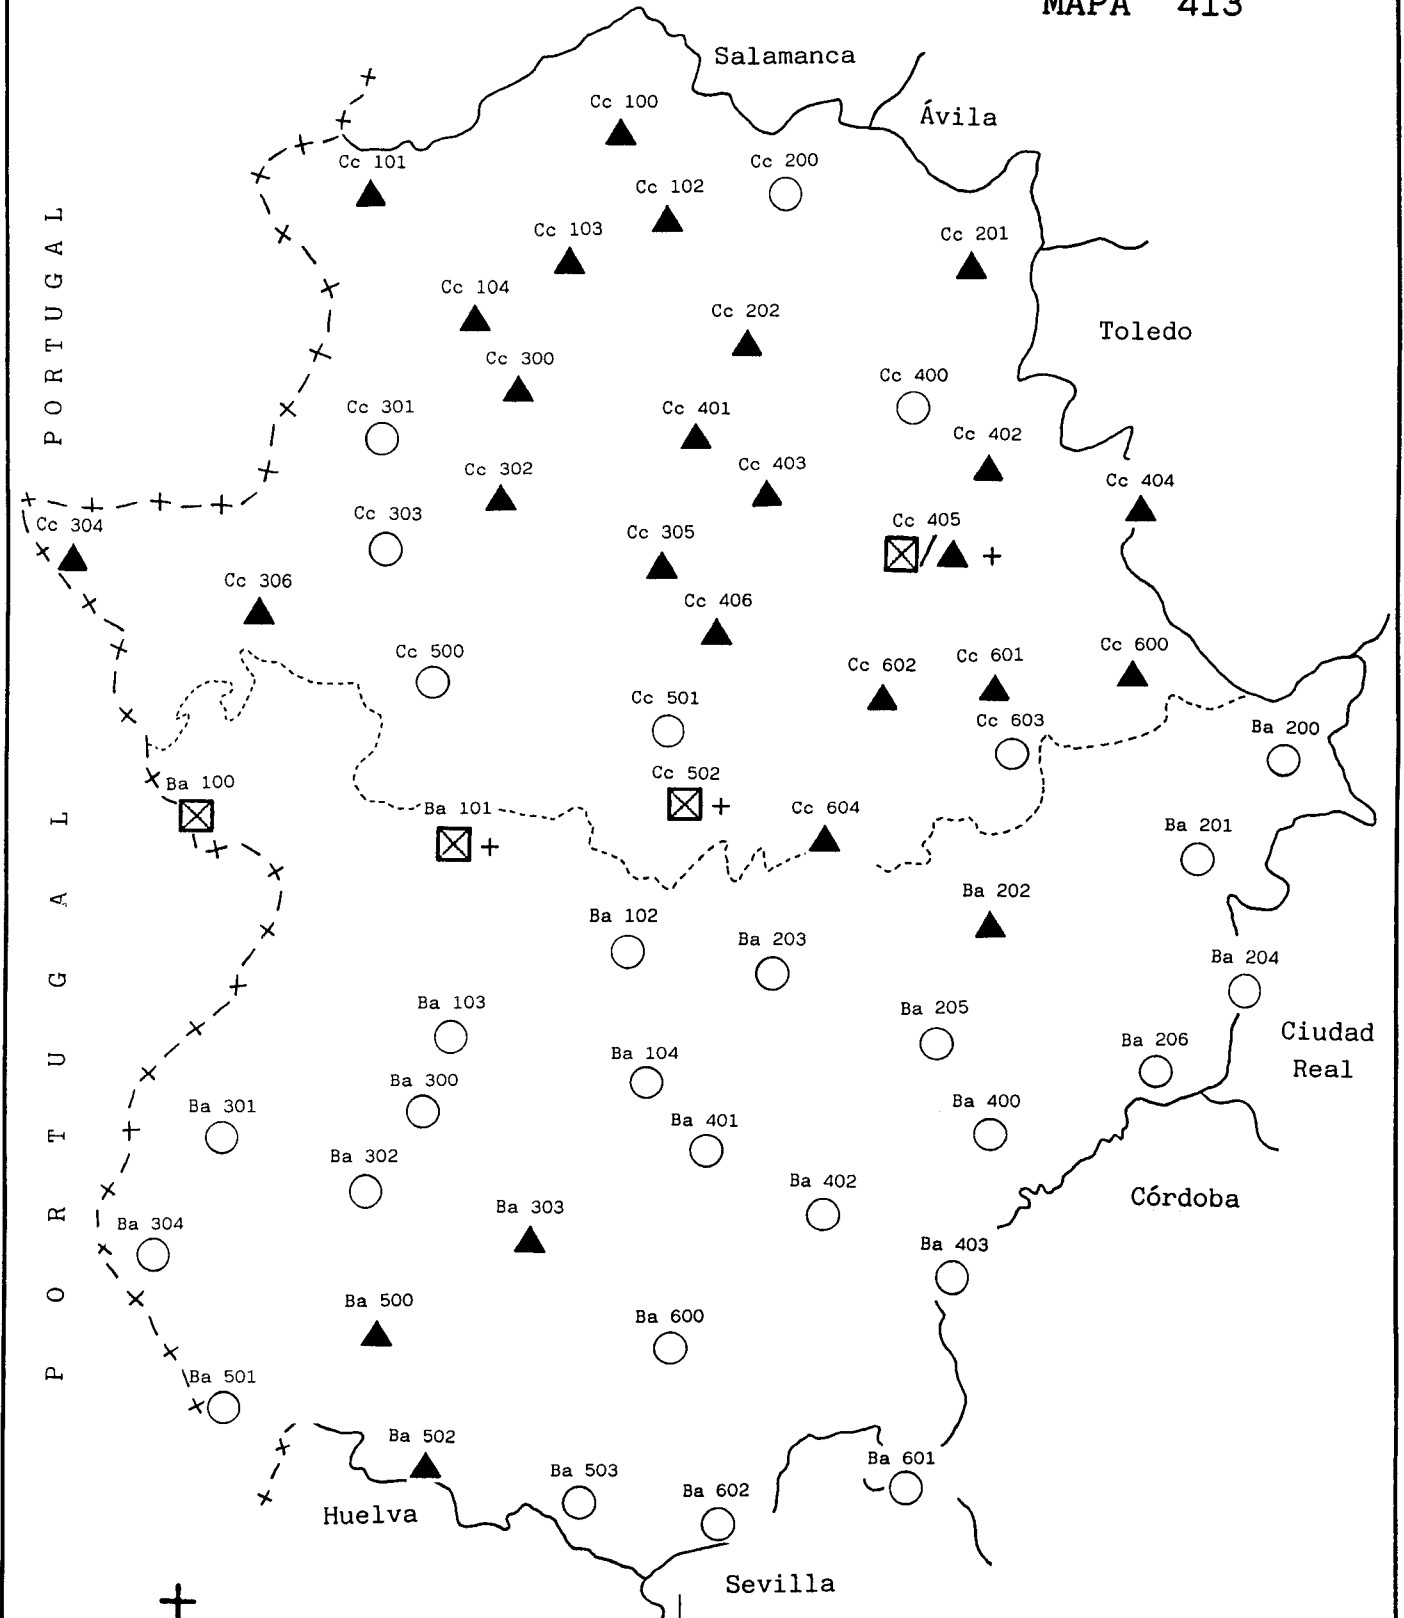 MAPA 413
Salamanca
Cc 100
Ávila
Cc 101
Cc 200
Cc 102
PORTUGAL
Cc 103
Cc 201
Cc 104
Cc 202
Toledo
Cc 300
Cc 400
Cc 301
Cc 401
Cc 402
Cc 302
Cc 403
Cc 404
Cc 303
Cc 405
Cc 304
Cc 305
Cc 306
Cc 406
Cc 500
Cc 602
Cc 601
Cc 600
Cc 501
Cc 603
Ba 200
Ba 100
Cc 502
Ba 101
Cc 604
Ba 201
PORTUGAL
Ba 202
Ba 102
Ba 203
Ba 204
Ba 103
Ba 205
Ciudad
Real
Ba 104
Ba 206
Ba 300
Ba 301
Ba 401
Ba 400
Ba 302
Ba 402
Córdoba
Ba 303
Ba 304
Ba 403
Ba 500
Ba 600
Ba 501
Ba 502
Ba 503
Ba 601
Ba 602
Huelva
Sevilla